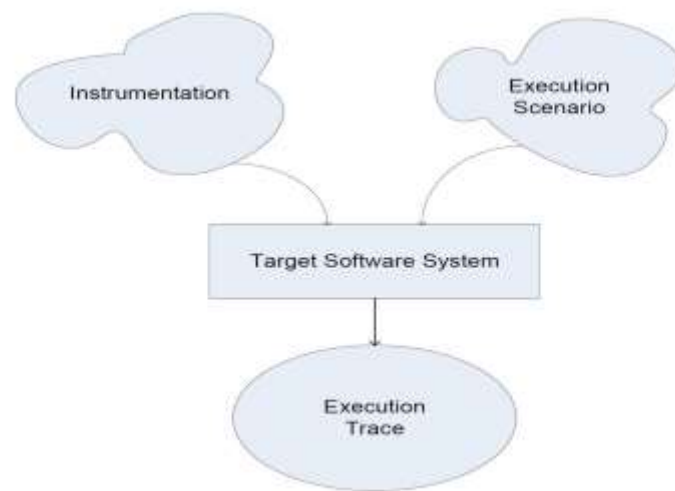 Instrumentation
Execution
Scenario
Target Software System
Execution
Trace